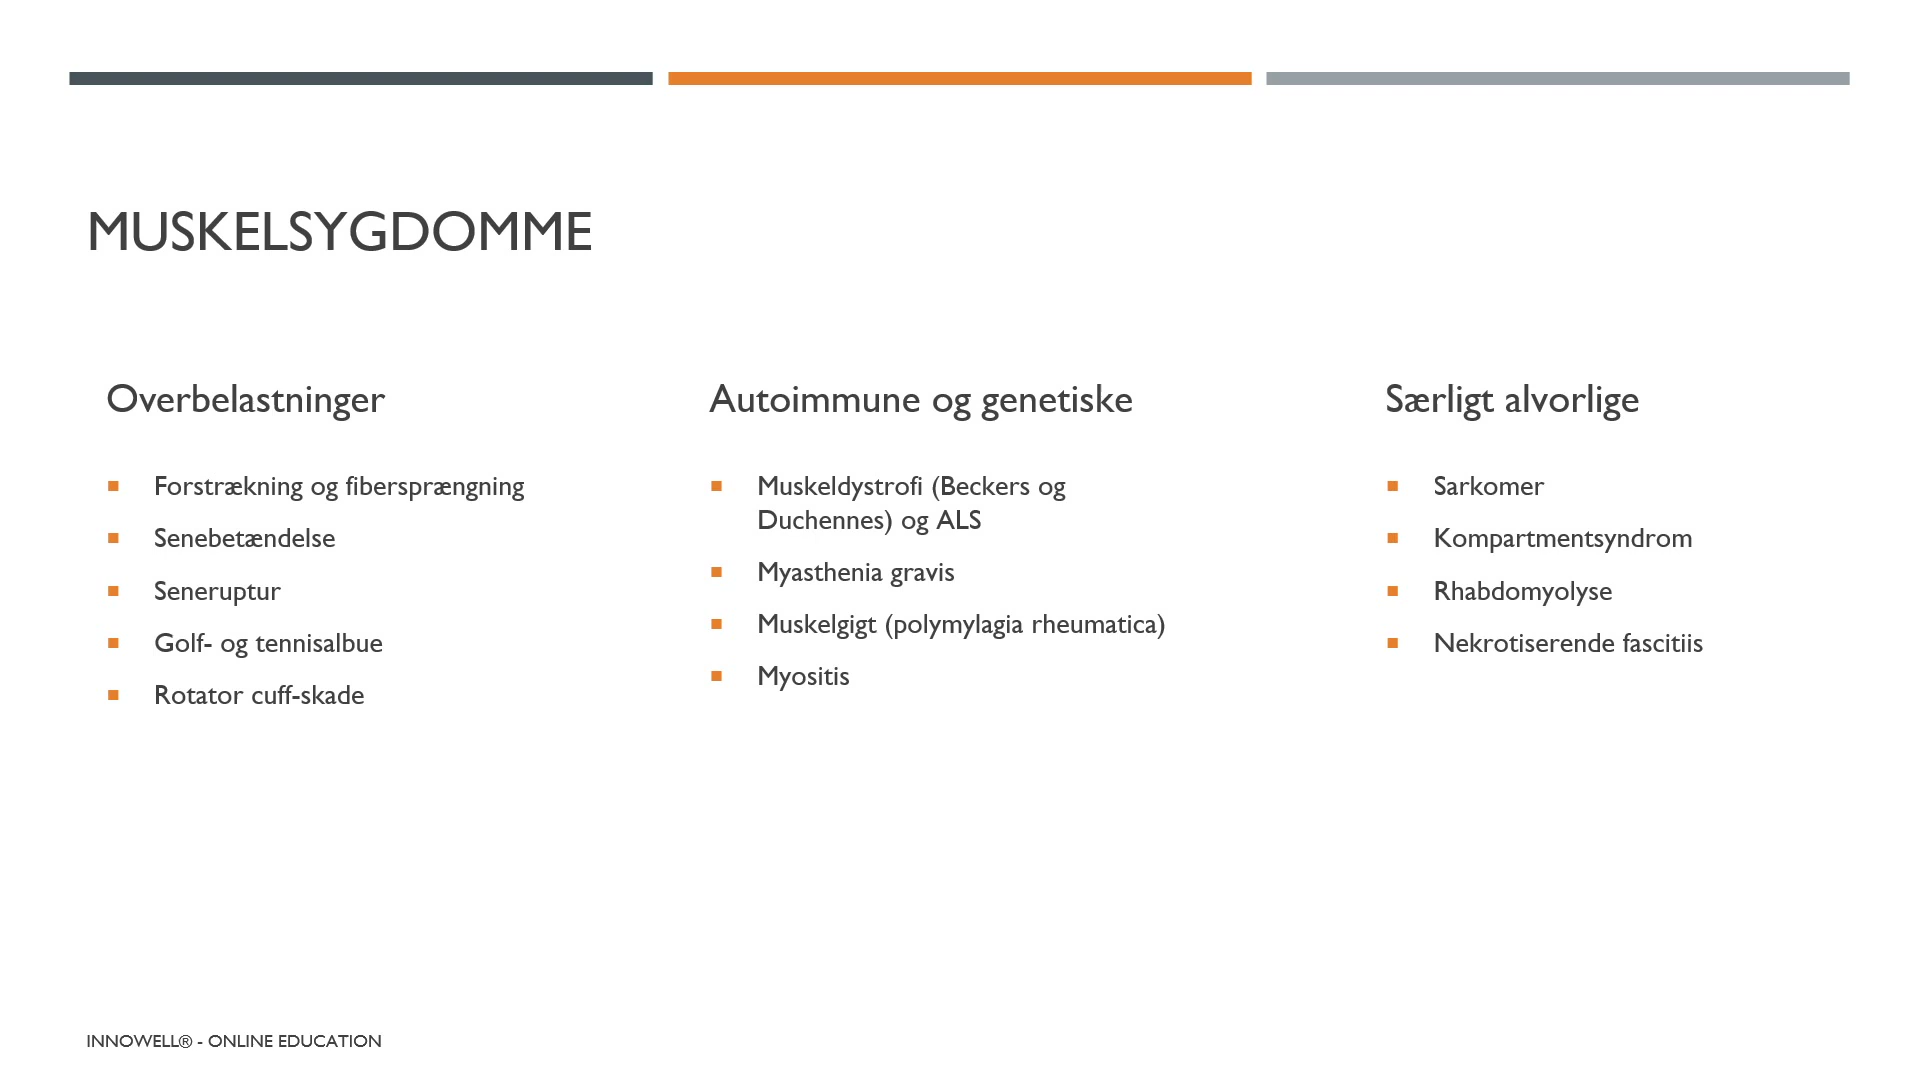 MUSKELSYGDOMME
Overbelastninger
Forstrækning og fibersprængning
Senebetændelse
Seneruptur
Golf- og tennisalbue
Rotator cuff-skade
Autoimmune og genetiske
Muskeldystrofi (Beckers og
Duchennes) og ALS
Myasthenia gravis
Muskelgigt (polymylagia rheumatica)
Myositis
Særligt alvorlige
Sarkomer
Kompartmentsyndrom
Rhabdomyolyse
Nekrotiserende fascitiis
INNOWELL® - ONLINE EDUCATION